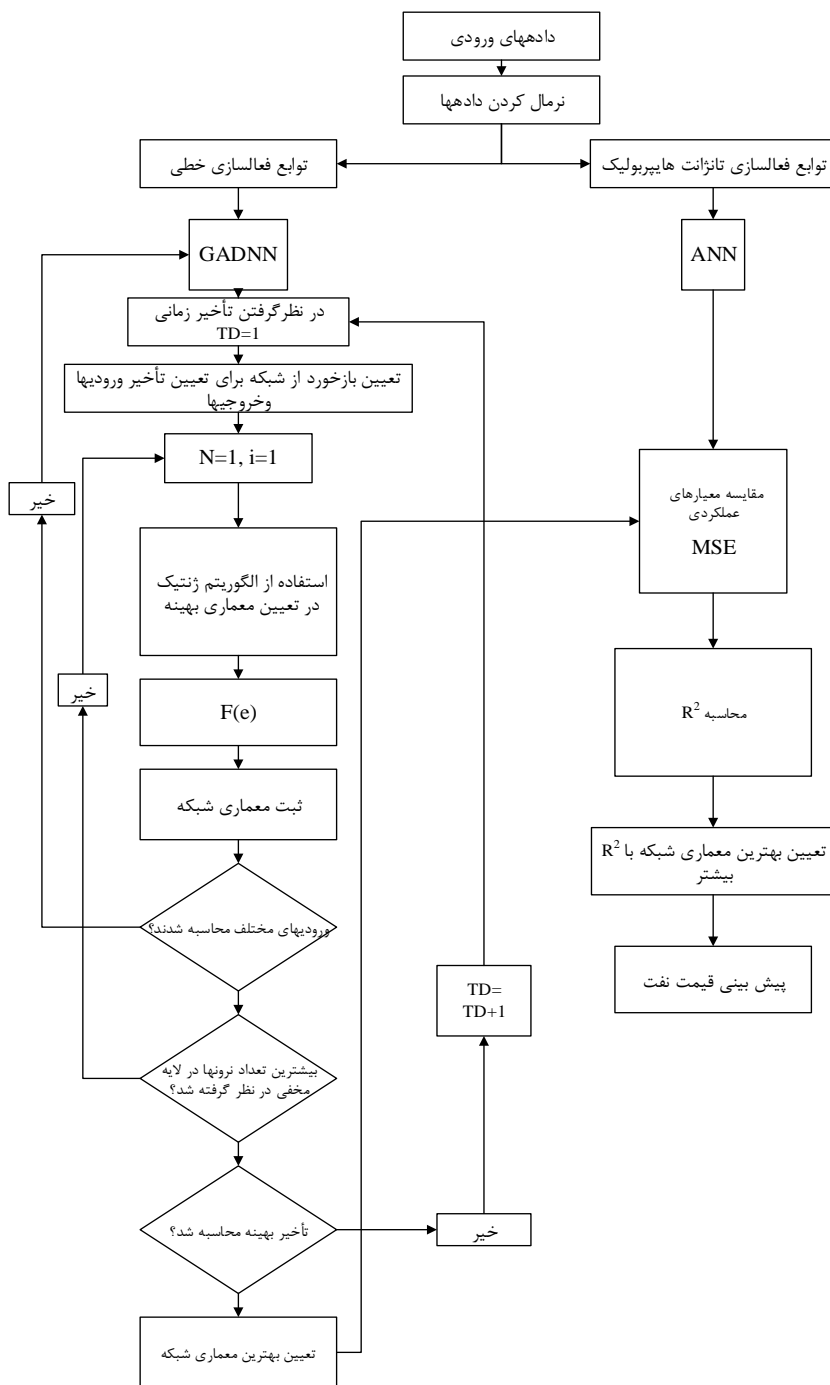 دادههای ورودی
نرمال کردن دادهها
توابع فعالسازی تانژانت هایپربولیک
توابع فعالسازی خطی
ANN
GADNN
در نظرگرفتن تأخیر زمانی
TD=1
تعیین بازخورد از شبکه برای تعیین تأخیر ورودیها
وخروجیها
N=1, i=1
خیر
مقایسه معیارهای
عملکردی
MSE
استفاده از الگوریتم ژنتیک
در تعیین معماری بهینه
خیر
F(e)
محاسبه R²
ثبت معماری شبکه
تعیین بهترین معماری شبکه با R²
بیشتر
ورودیهای مختلف محاسبه شدند؟
پیش بینی قیمت نفت
TD=
TD+1
بیشترین تعداد نرونها در لایه
مخفی در نظر گرفته شد؟
تأخیر بهینه محاسبه شد؟
خیر
تعیین بهترین معماری شبکه